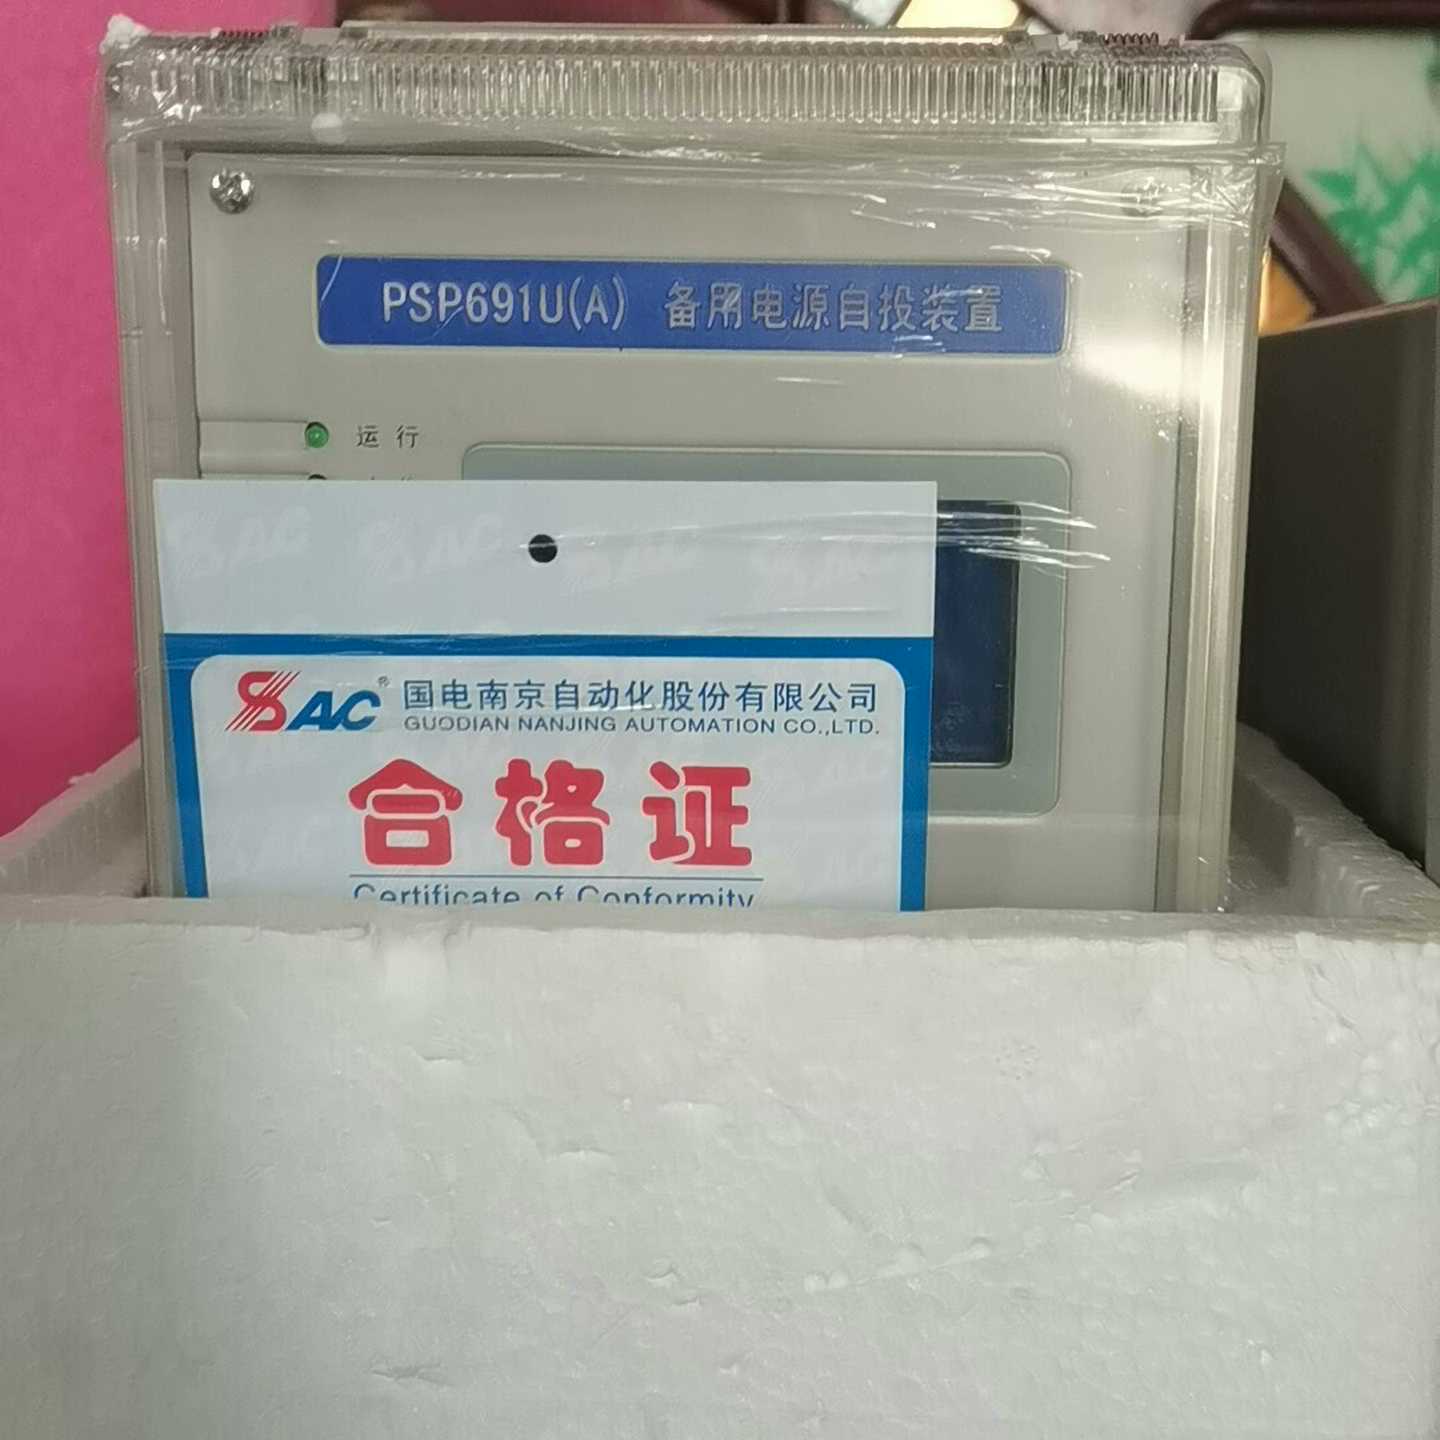 PSP691U(A) 备用电源自投装置
运行
SAC® 国电南京自动化股份有限公司
GUODIAN NANJING AUTOMATION CO.,LTD.
合格证
Certificate of Conformity